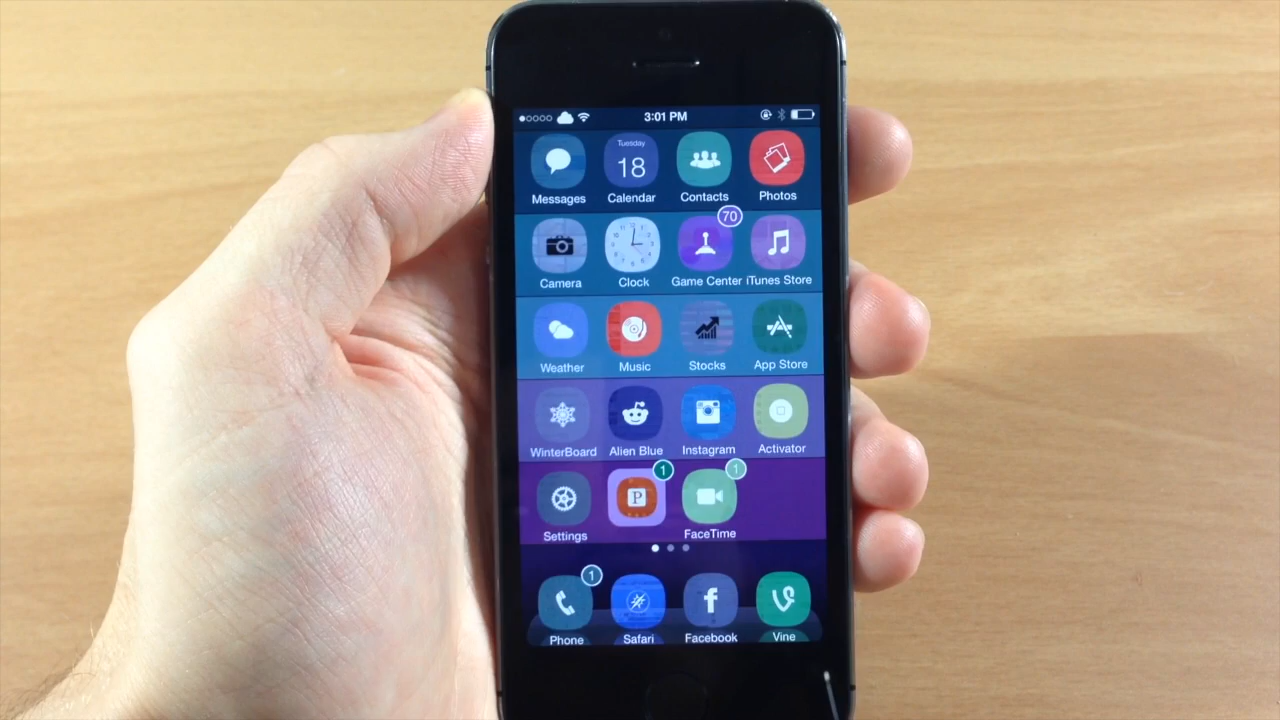 3:01 PM
Tuesday
18
Messages Calendar Contacts Photos
70
Camera Clock Game Center iTunes Store
Weather Music Stocks App Store
WinterBoard Alien Blue Instagram Activator
1 1
P
Settings FaceTime
1
f
Phone Safari Facebook Vine